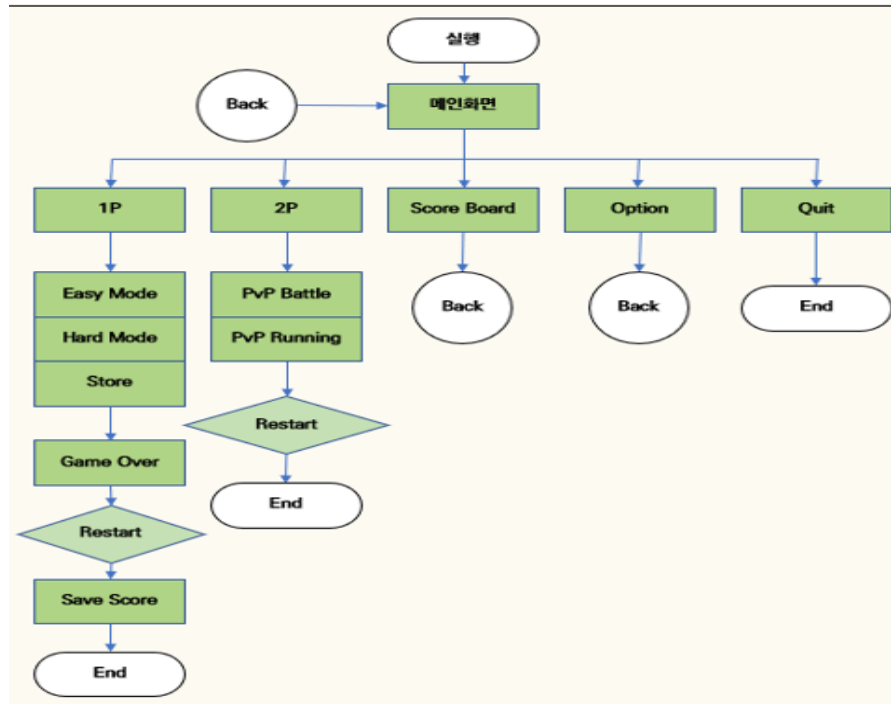 실행
Back
메인화면
1P
2P
Score Board
Option
Quit
Easy Mode
Hard Mode
Store
PvP Battle
PvP Running
Back
Back
End
Restart
Game Over
End
Restart
Save Score
End